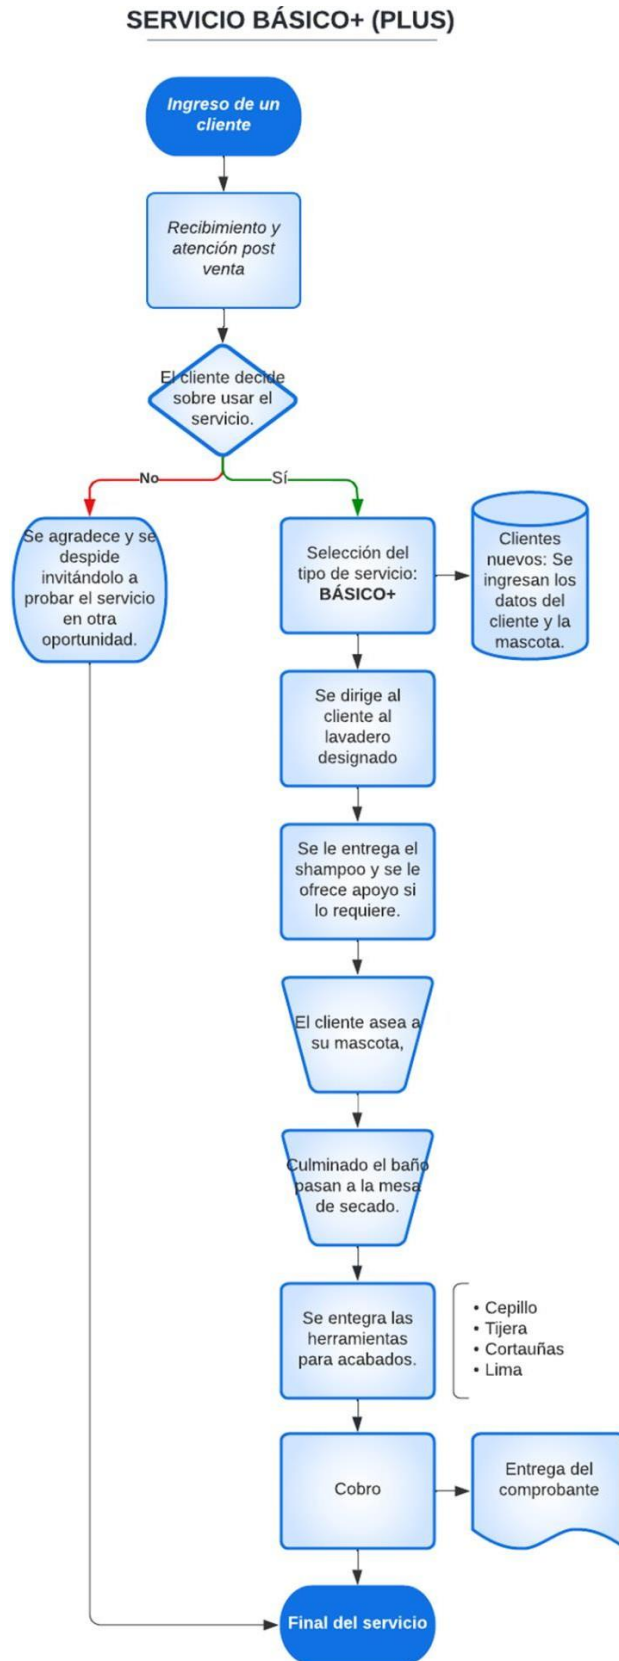 SERVICIO BÁSICO+ (PLUS)
Ingreso de un
cliente
Recibimiento y
atención post
venta
El cliente decide
sobre usar el
servicio.
No
Sí
Se agradece y se
despide
invitándolo a
probar el servicio
en otra
oportunidad.
Selección del
tipo de servicio:
BÁSICO+
Clientes
nuevos: Se
ingresan los
datos del
cliente y la
mascota.
Se dirige al
cliente al
lavadero
designado
Se le entrega el
shampoo y se le
ofrece apoyo si
lo requiere.
El cliente asea a
su mascota,
Culminado el baño
pasan a la mesa
de secado.
Se entegra las
herramientas
para acabados.
• Cepillo
• Tijera
• Cortauñas
• Lima
Cobro
Entrega del
comprobante
Final del servicio